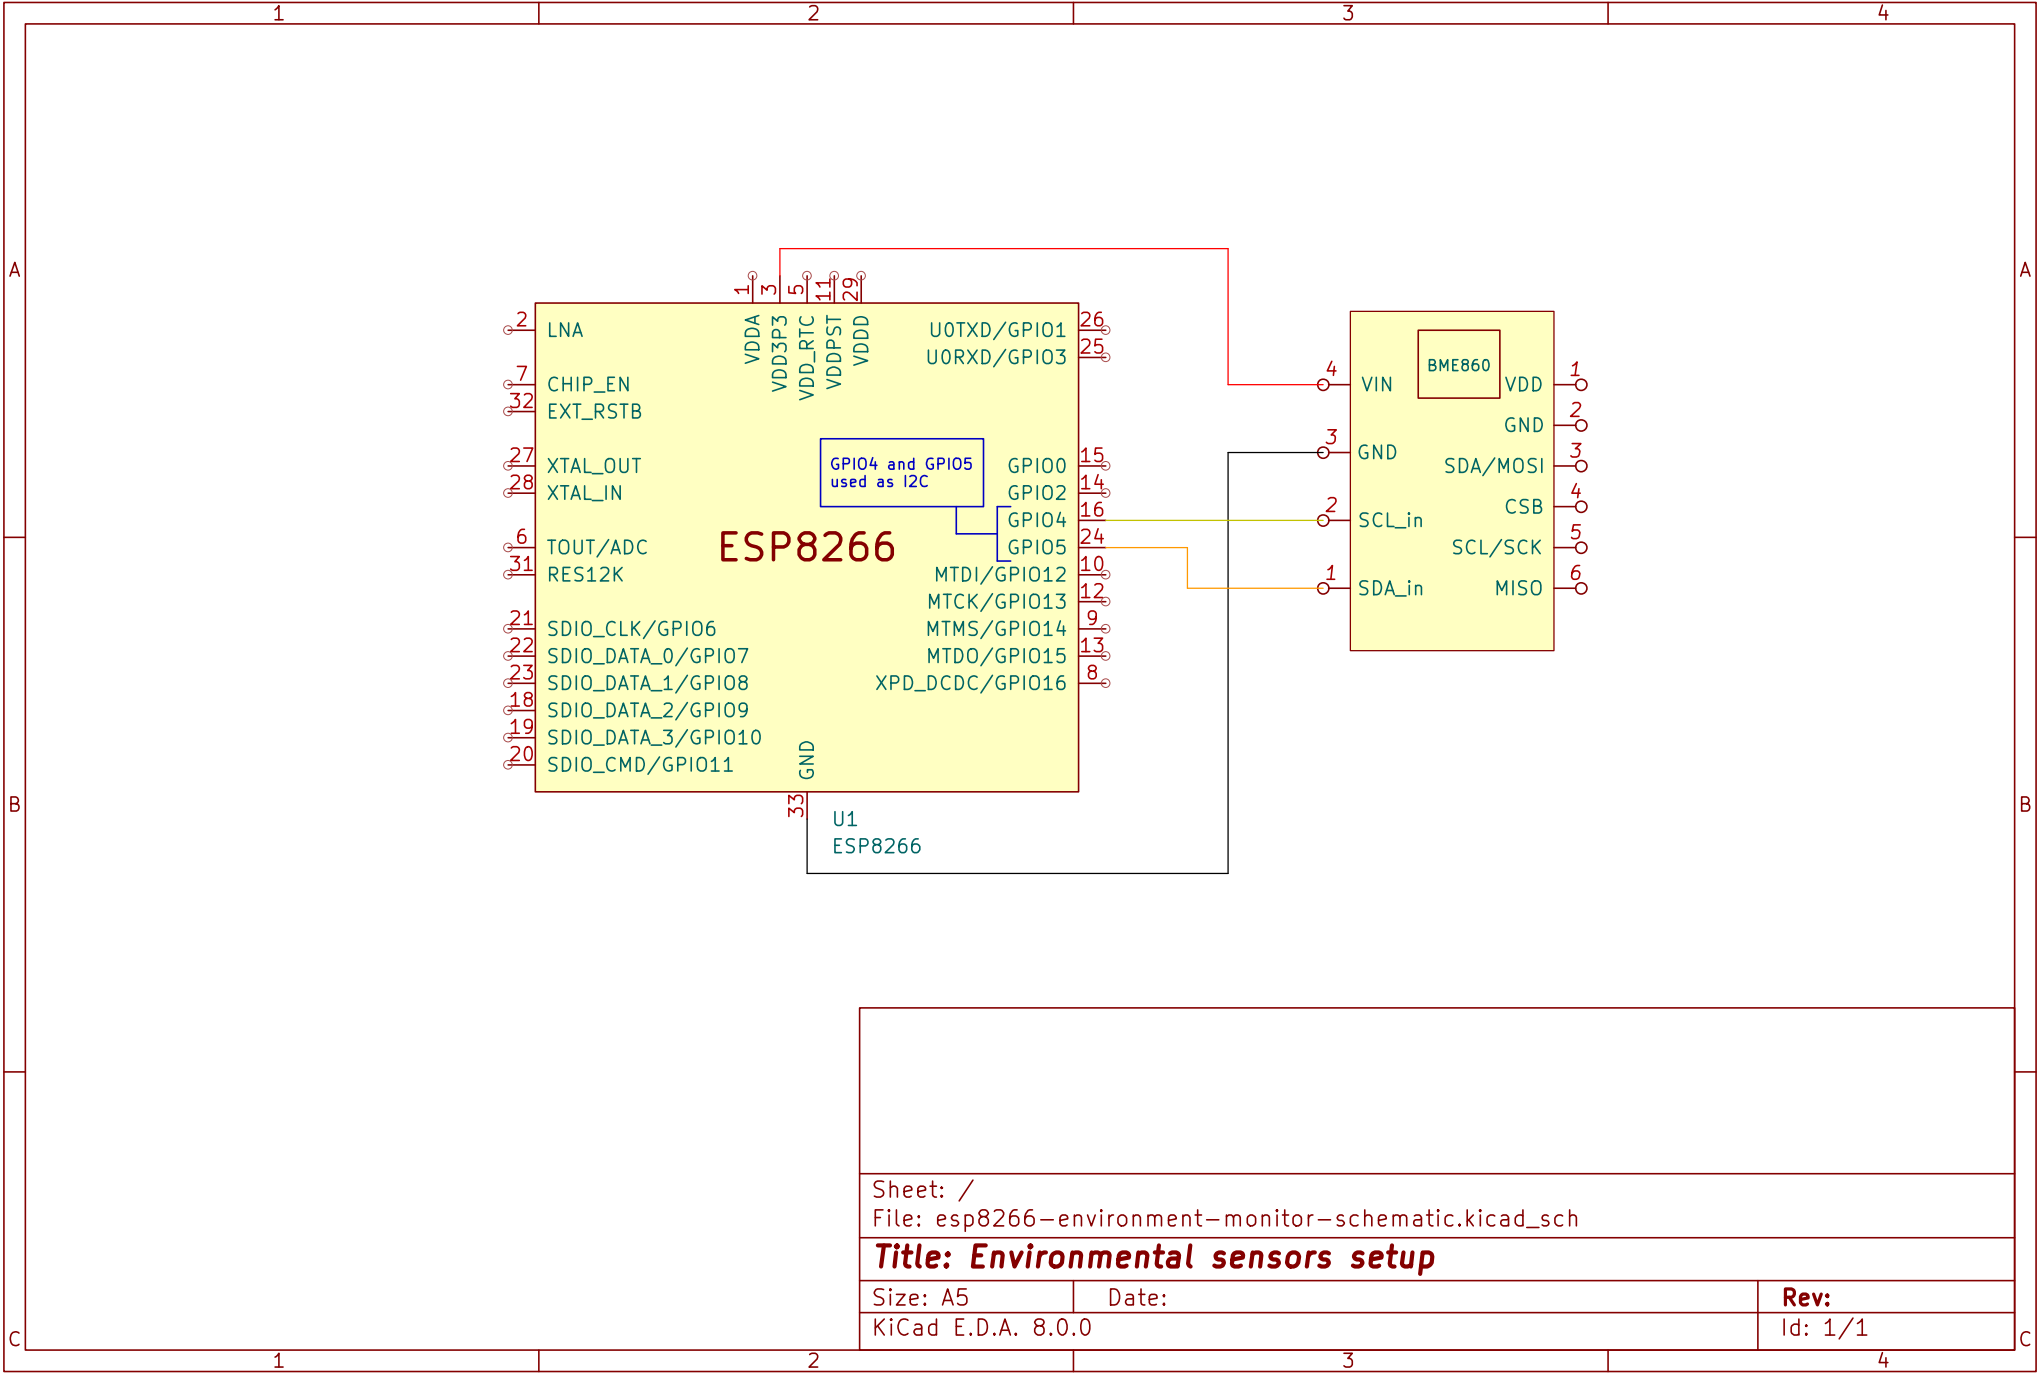 1 2 3 4
A A
1 3 5 11 29
VDDA VDD3P3 VDD_RTC VDDPST VDDD
2 LNA
U0TXD/GPIO1 26
U0RXD/GPIO3 25
7 CHIP_EN
32 EXT_RSTB
27 XTAL_OUT
28 XTAL_IN
GPIO4 and GPIO5
used as I2C
GPIO0 15
GPIO2 14
GPIO4 16
GPIO5 24
ESP8266
6 TOUT/ADC
31 RES12K
MTDI/GPIO12 10
MTCK/GPIO13 12
MTMS/GPIO14 9
MTDO/GPIO15 13
XPD_DCDC/GPIO16 8
21 SDIO_CLK/GPIO6
22 SDIO_DATA_0/GPIO7
23 SDIO_DATA_1/GPIO8
18 SDIO_DATA_2/GPIO9
19 SDIO_DATA_3/GPIO10
20 SDIO_CMD/GPIO11
GND
33
U1
ESP8266
BME860
4 VIN
3 GND
2 SCL_in
1 SDA_in
VDD 1
GND 2
SDA/MOSI 3
CSB 4
SCL/SCK 5
MISO 6
B B
Sheet: /
File: esp8266-environment-monitor-schematic.kicad_sch
Title: Environmental sensors setup
Size: A5 Date: Rev:
KiCad E.D.A. 8.0.0 Id: 1/1
C C
1 2 3 4